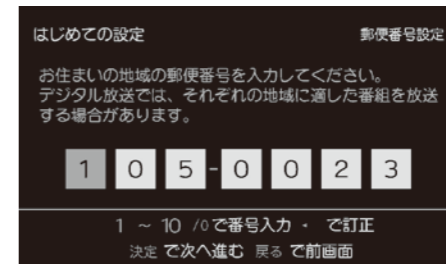 はじめての設定 郵便番号設定
お住まいの地域の郵便番号を入力してください。
デジタル放送では、それぞれの地域に適した番組を放送
する場合があります。
1 0 5 - 0 0 2 3
1 ~ 10 /0 で番号入力 ・ で訂正
決定 で次へ進む 戻る で前画面